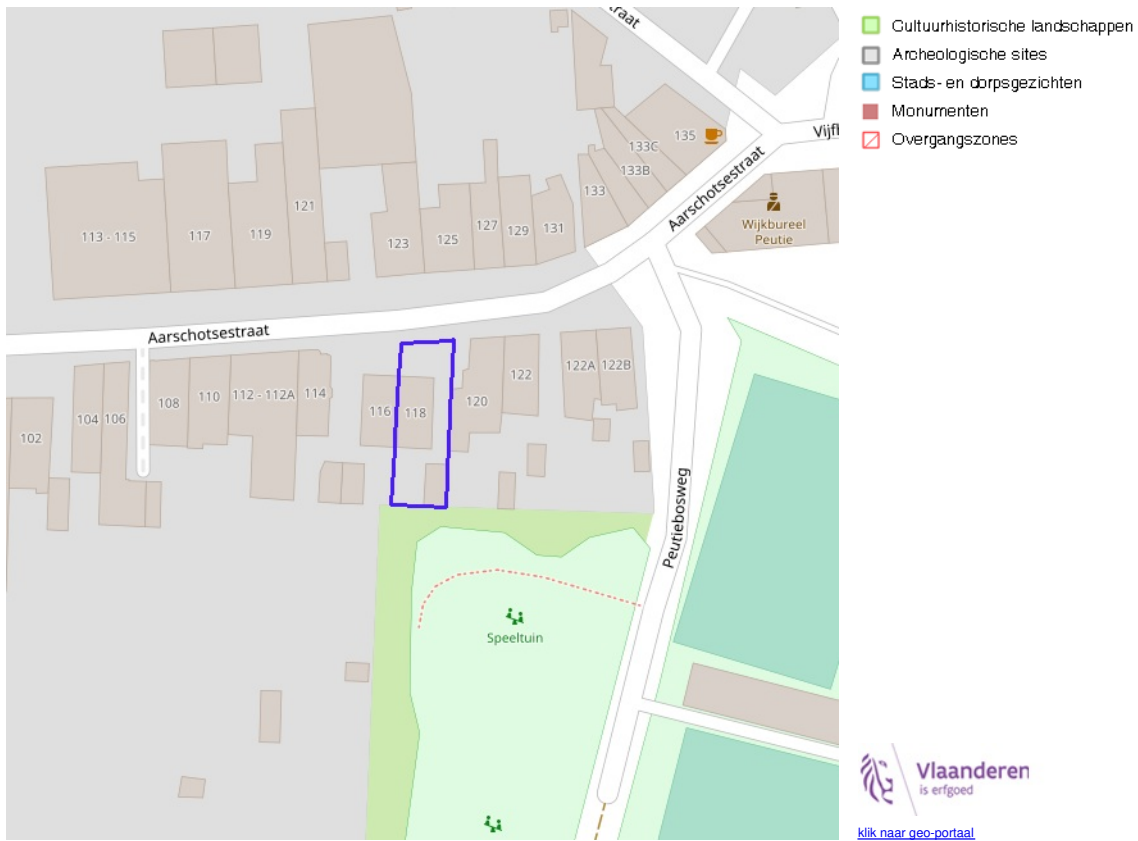 straat
135
133C
133B
133
Vijfh
Aarschotsestraat
Wijkbureel
Peutie
121
113 - 115
117
119
123
125
127
129
131
Aarschotsestraat
102
104
106
108
110
112 - 112A
114
116
118
120
122
122A
122B
Peutiebosweg
Speeltuin
Cultuurhistorische landschappen
Archeologische sites
Stads- en dorpsgezichten
Monumenten
Overgangszones
Vlaanderen
is erfgoed
klik naar geo-portaal